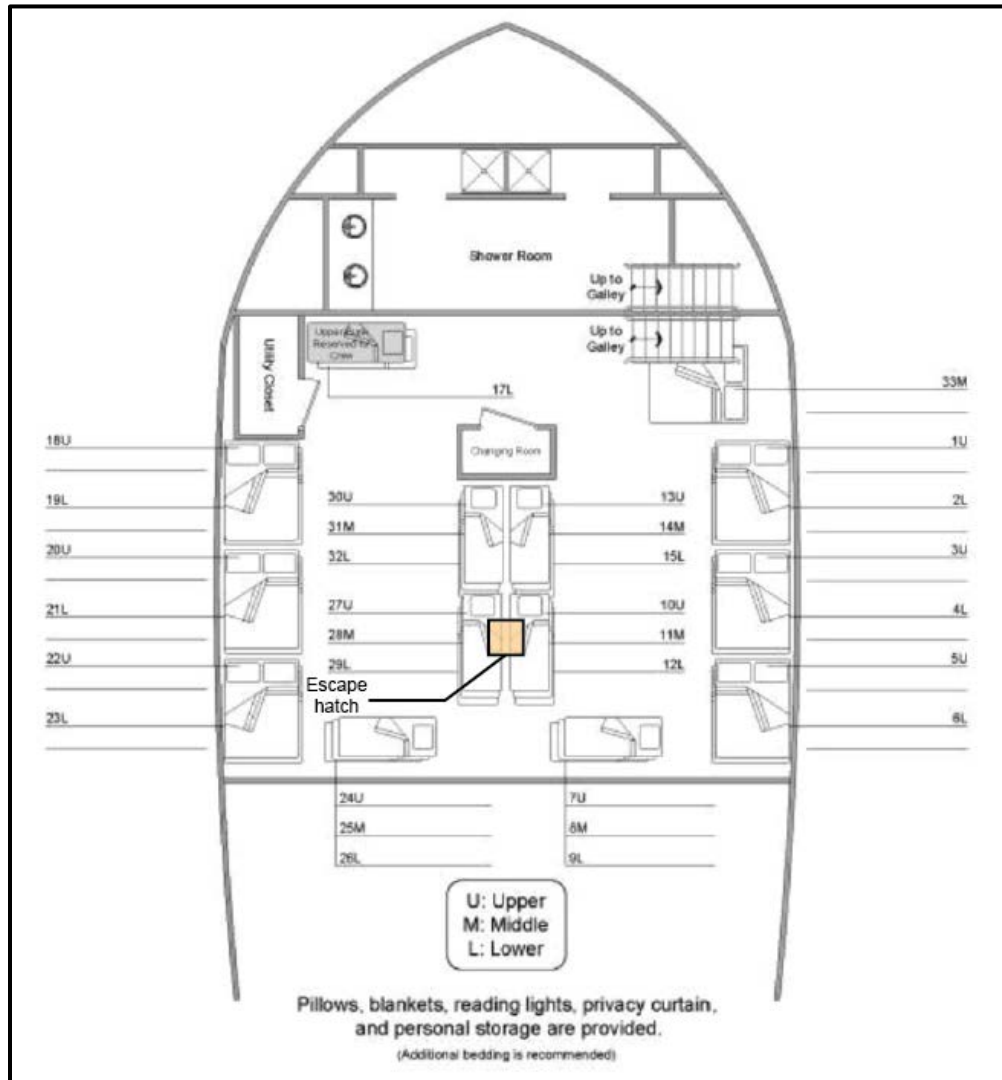 Shower Room
Up to
Galley
Up to
Galley
Utility Closet
Reserved for
Crew
17L
33M
Changing Room
18U
19L
20U
21L
22U
23L
30U
31M
32L
27U
28M
29L
13U
14M
15L
10U
11M
12L
1U
2L
3U
4L
5U
6L
Escape
hatch
24U
25M
26L
7U
8M
9L
U: Upper
M: Middle
L: Lower
Pillows, blankets, reading lights, privacy curtain,
and personal storage are provided.
(Additional bedding is recommended)